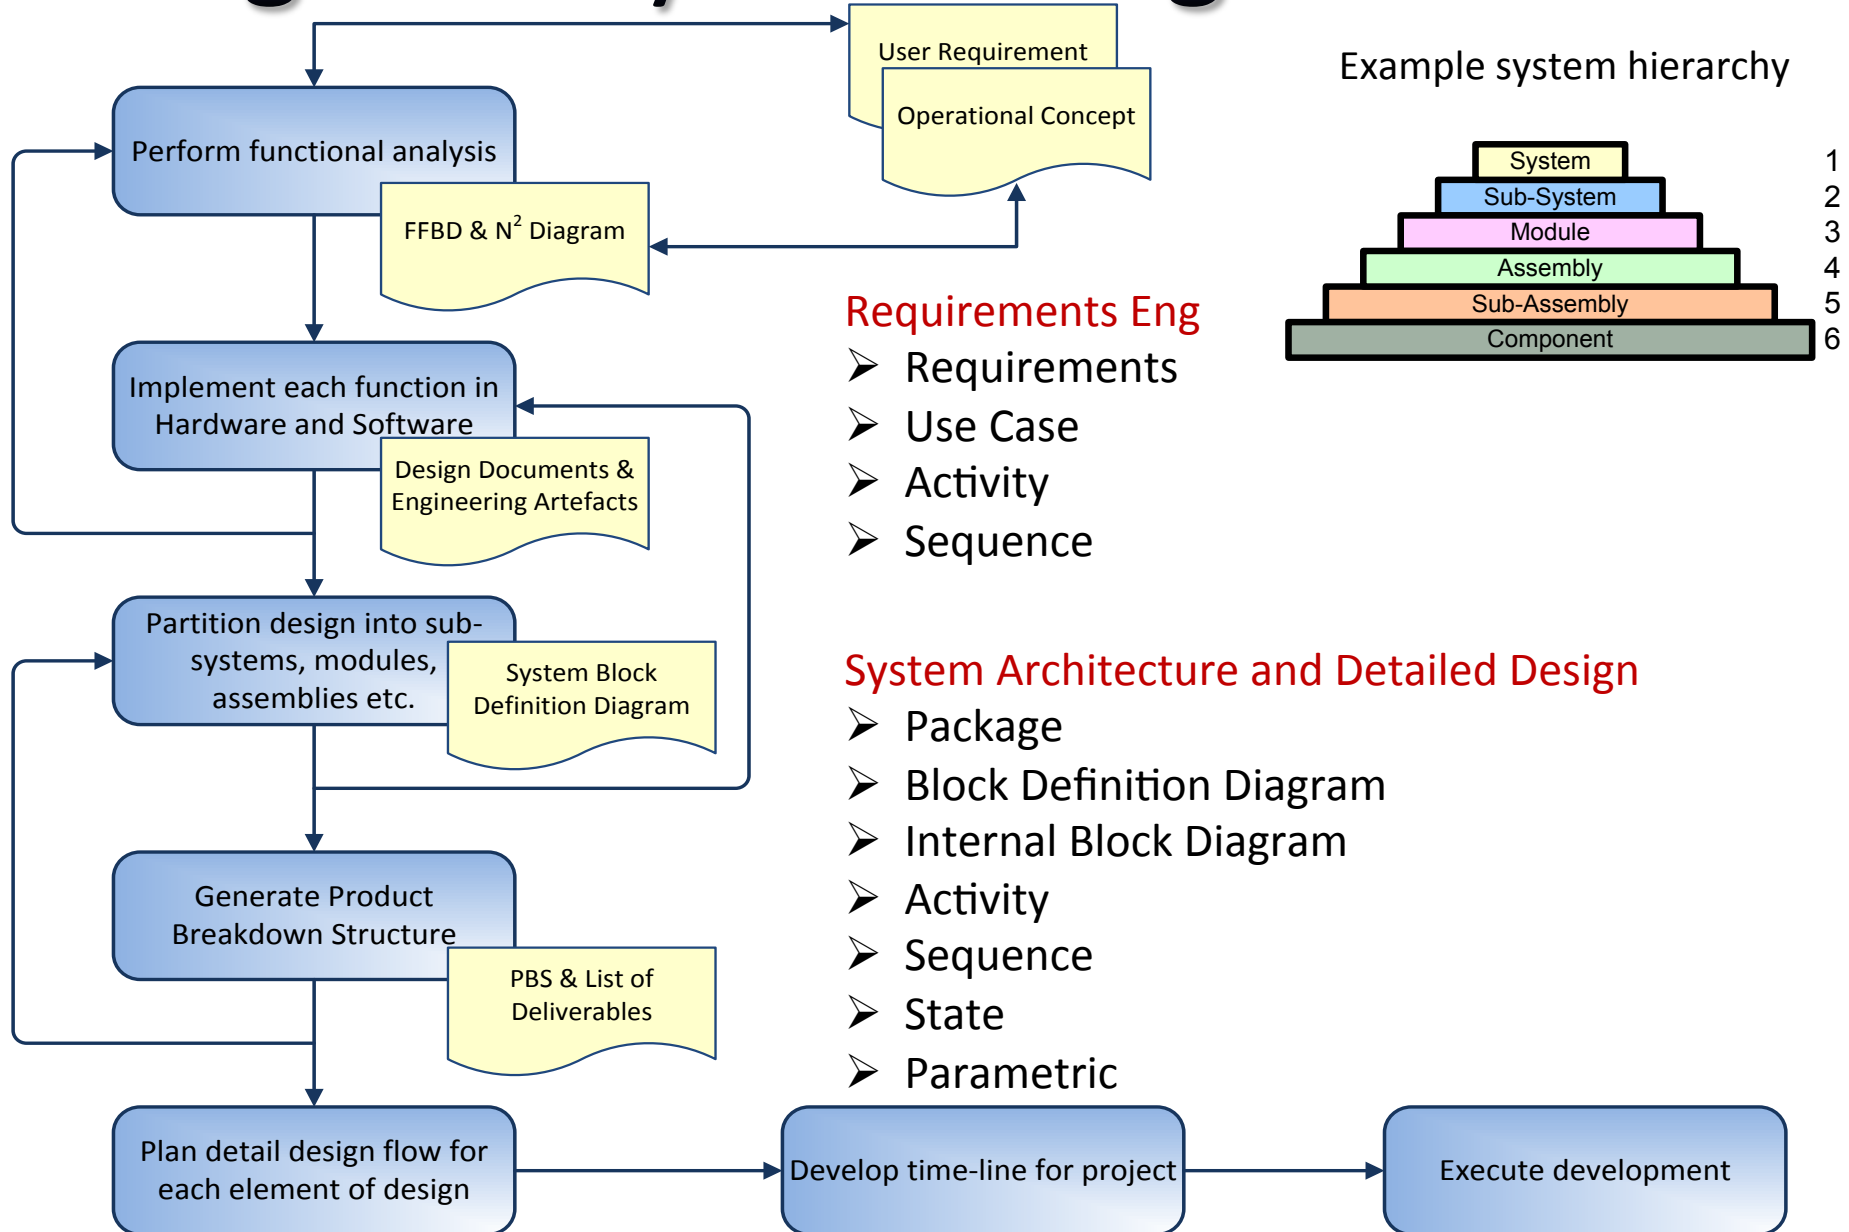 User Requirement
Operational Concept
Example system hierarchy
Perform functional analysis
FFBD & N² Diagram
System 1
Sub-System 2
Module 3
Assembly 4
Sub-Assembly 5
Component 6
Requirements Eng
➢ Requirements
➢ Use Case
➢ Activity
➢ Sequence
Implement each function in
Hardware and Software
Design Documents &
Engineering Artefacts
Partition design into sub-
systems, modules,
assemblies etc.
System Block
Definition Diagram
System Architecture and Detailed Design
➢ Package
➢ Block Definition Diagram
➢ Internal Block Diagram
➢ Activity
➢ Sequence
➢ State
➢ Parametric
Generate Product
Breakdown Structure
PBS & List of
Deliverables
Plan detail design flow for
each element of design
Develop time-line for project
Execute development